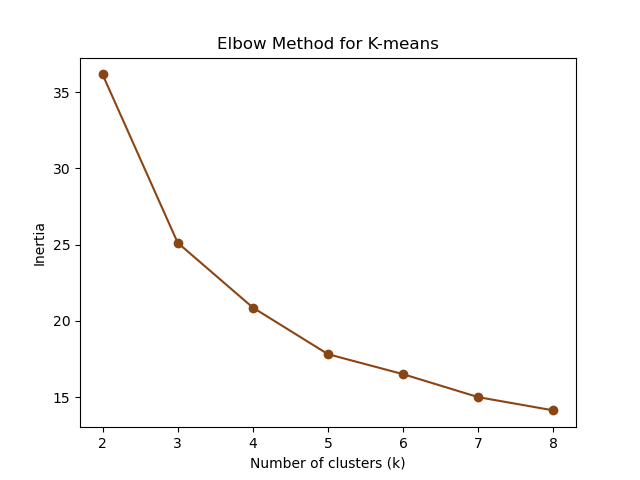 Elbow Method for K-means
35
30
25
20
15
Inertia
2 3 4 5 6 7 8
Number of clusters (k)